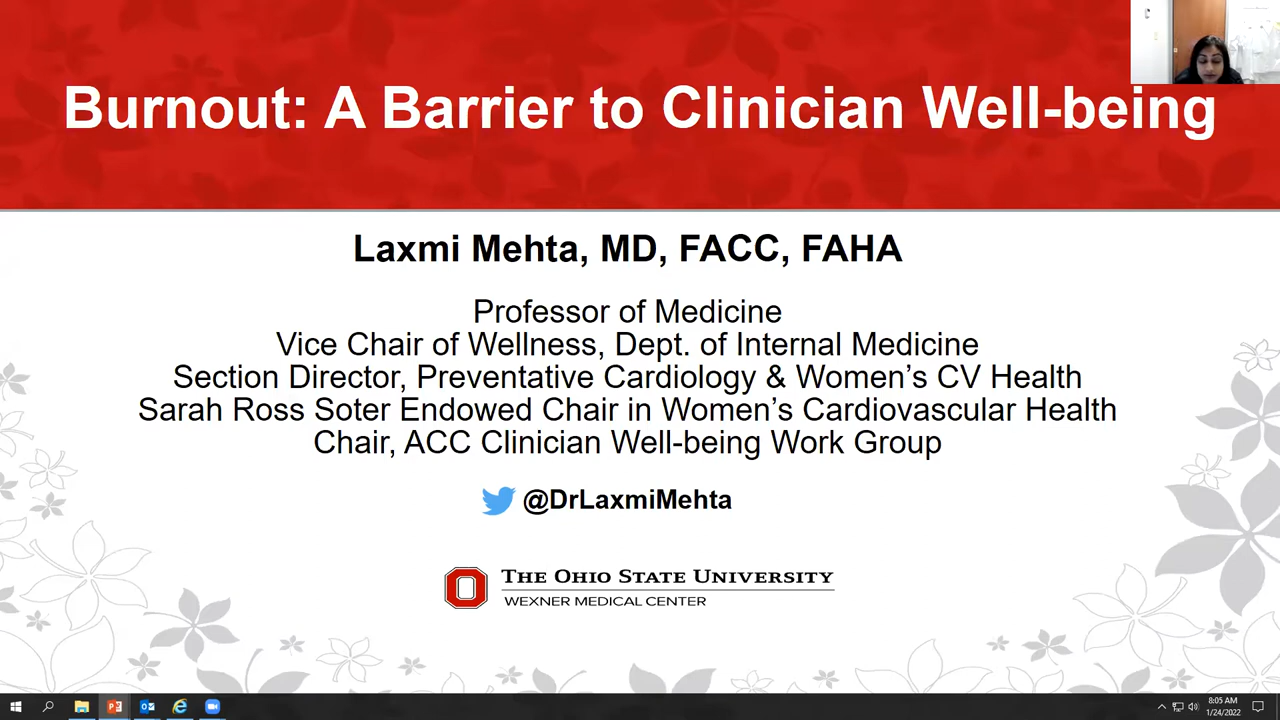 Burnout: A Barrier to Clinician Well-being
Laxmi Mehta, MD, FACC, FAHA
Professor of Medicine
Vice Chair of Wellness, Dept. of Internal Medicine
Section Director, Preventative Cardiology & Women's CV Health
Sarah Ross Soter Endowed Chair in Women's Cardiovascular Health
Chair, ACC Clinician Well-being Work Group
@DrLaxmiMehta
THE OHIO STATE UNIVERSITY
WEXNER MEDICAL CENTER
8:05 AM
1/24/2022